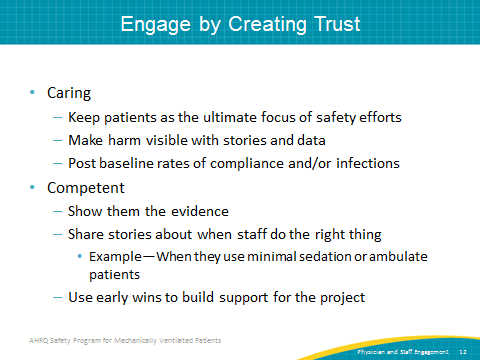 Engage by Creating Trust
• Caring
– Keep patients as the ultimate focus of safety efforts
– Make harm visible with stories and data
– Post baseline rates of compliance and/or infections
• Competent
– Show them the evidence
– Share stories about when staff do the right thing
• Example—When they use minimal sedation or ambulate
patients
– Use early wins to build support for the project
AHRQ Safety Program for Mechanically Ventilated Patients
Physician and Staff Engagement 12